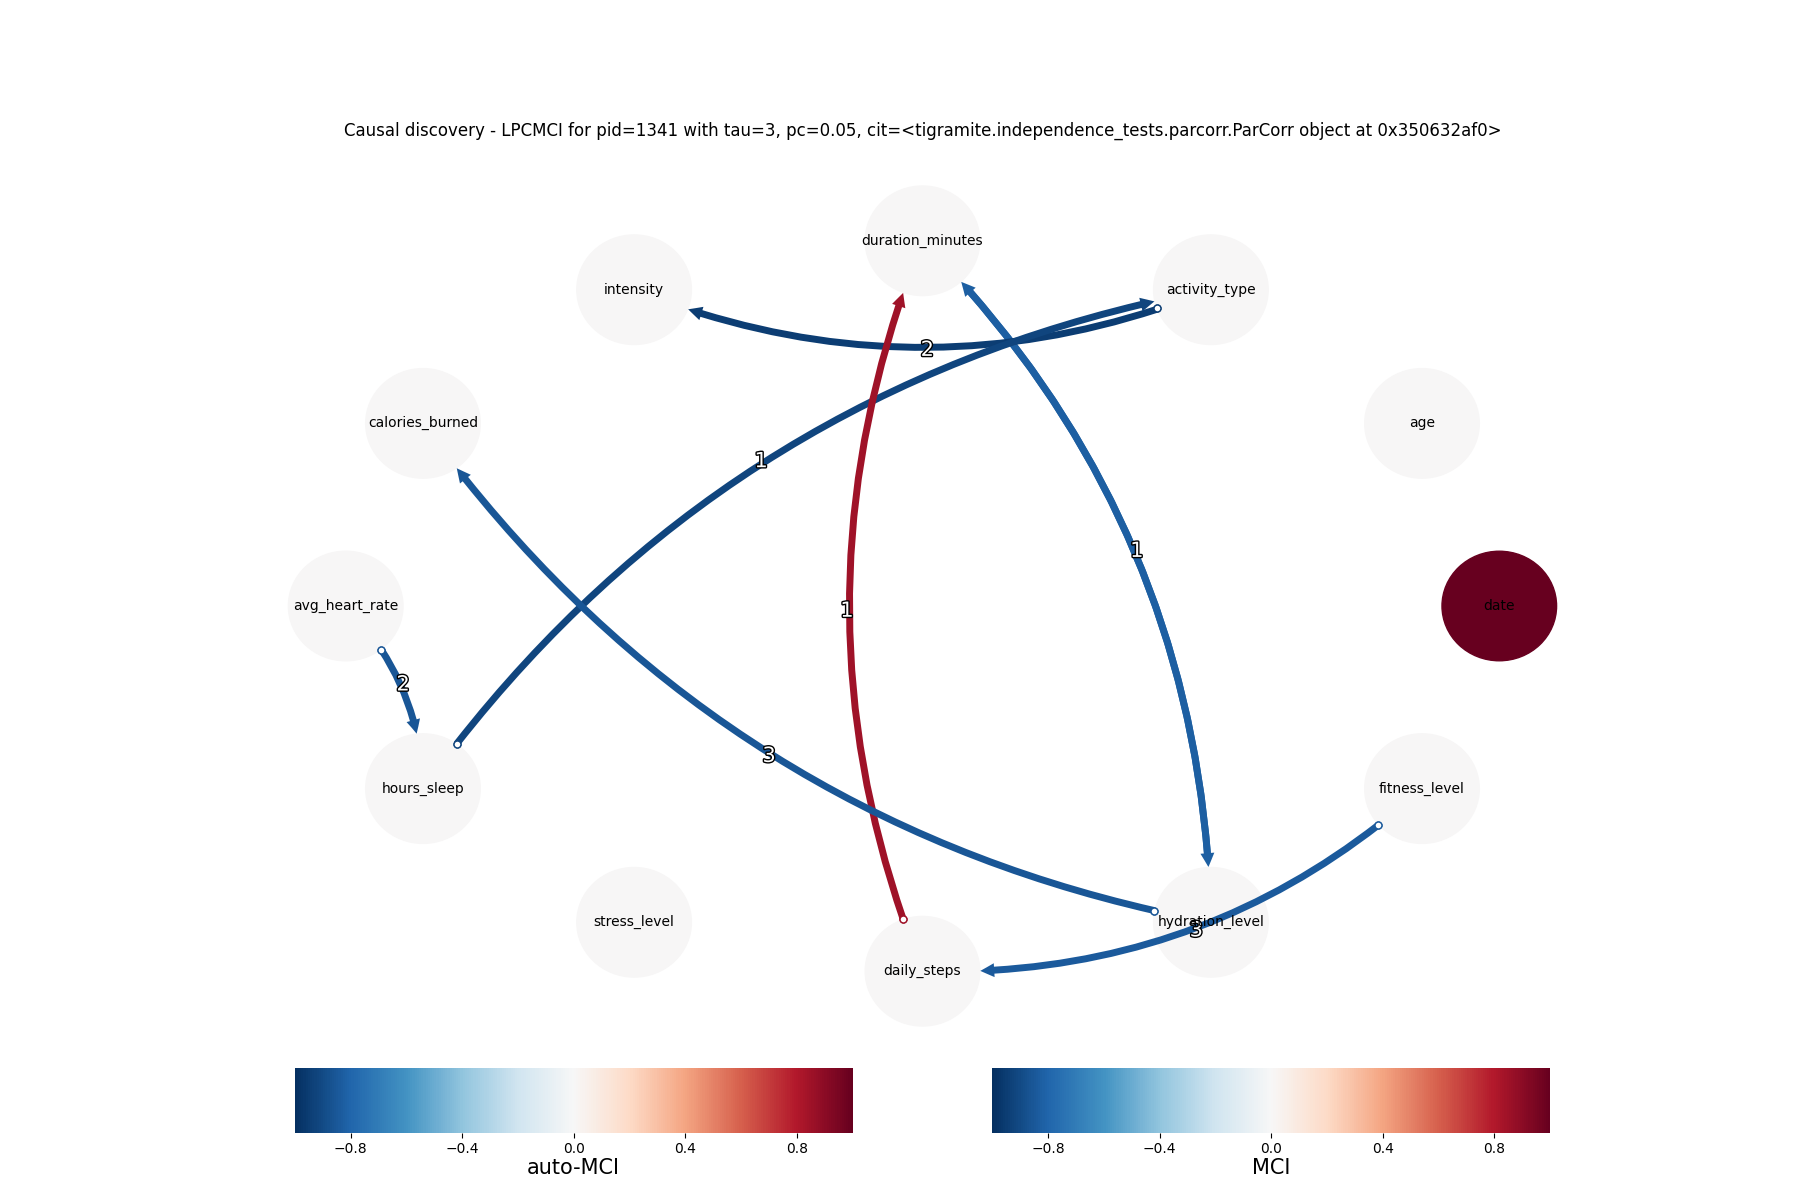 Causal discovery - LPCMCI for pid=1341 with tau=3, pc=0.05, cit=<tigramite.independence_tests.parcorr.ParCorr object at 0x350632af0>
duration_minutes
intensity
activity_type
2
calories_burned
age
1
1
avg_heart_rate
date
1
2
3
hours_sleep
fitness_level
stress_level
hydration_level
3
daily_steps
−0.8 −0.4 0.0 0.4 0.8
auto-MCI
−0.8 −0.4 0.0 0.4 0.8
MCI